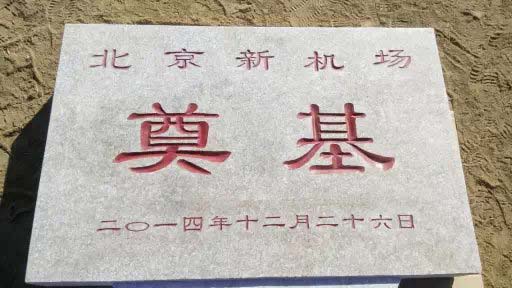 北京新机场
奠基
二〇一四年十二月二十六日